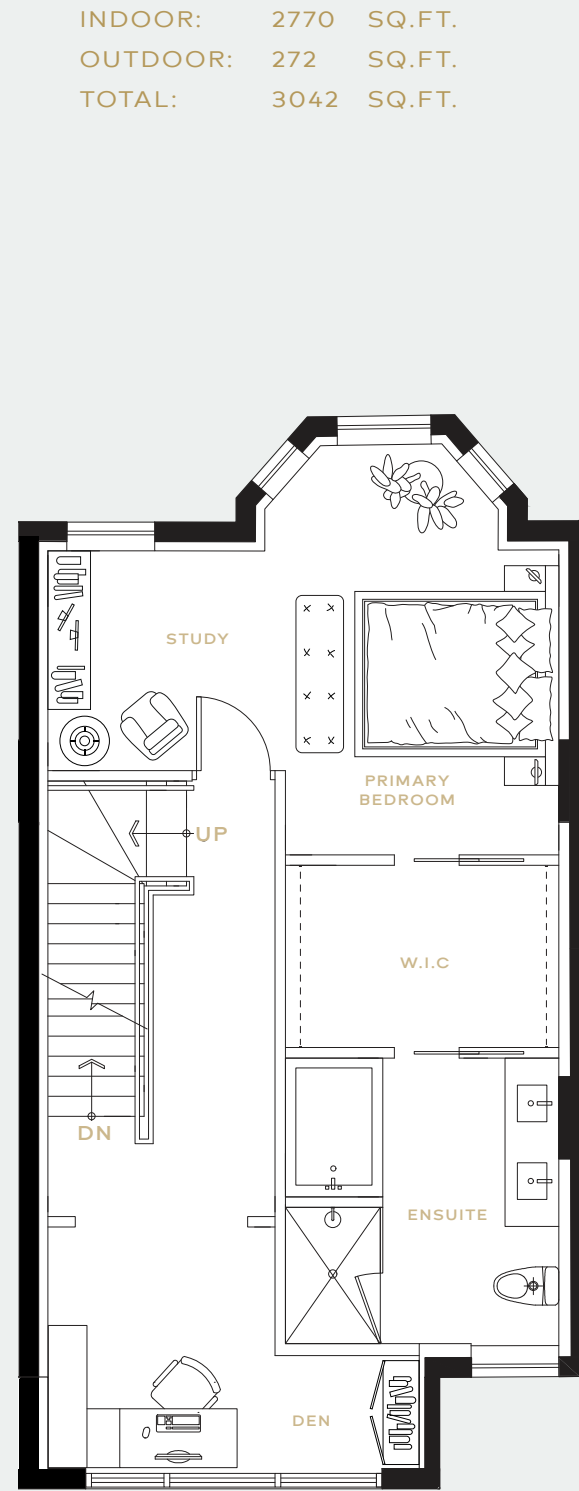 INDOOR: 2770 SQ.FT.
OUTDOOR: 272 SQ.FT.
TOTAL: 3042 SQ.FT.
STUDY
PRIMARY
BEDROOM
UP
W.I.C
DN
ENSUITE
DEN